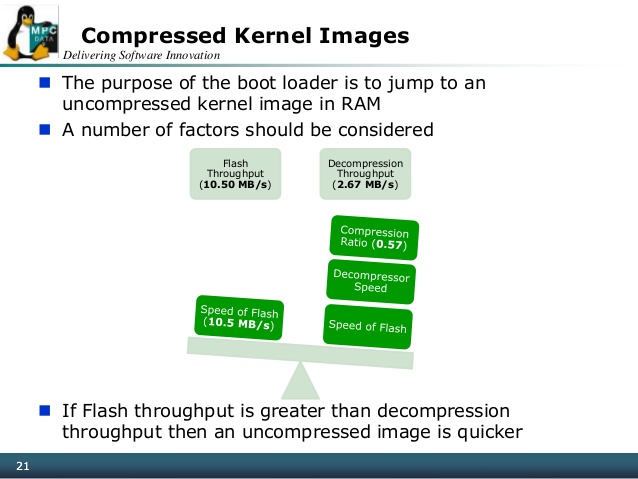 MPC
DATA
Compressed Kernel Images
Delivering Software Innovation
The purpose of the boot loader is to jump to an
uncompressed kernel image in RAM
A number of factors should be considered
Flash
Throughput
(10.50 MB/s)
Decompression
Throughput
(2.67 MB/s)
Compression
Ratio (0.57)
Decompressor
Speed
Speed of Flash
(10.5 MB/s)
Speed of Flash
If Flash throughput is greater than decompression
throughput then an uncompressed image is quicker
21